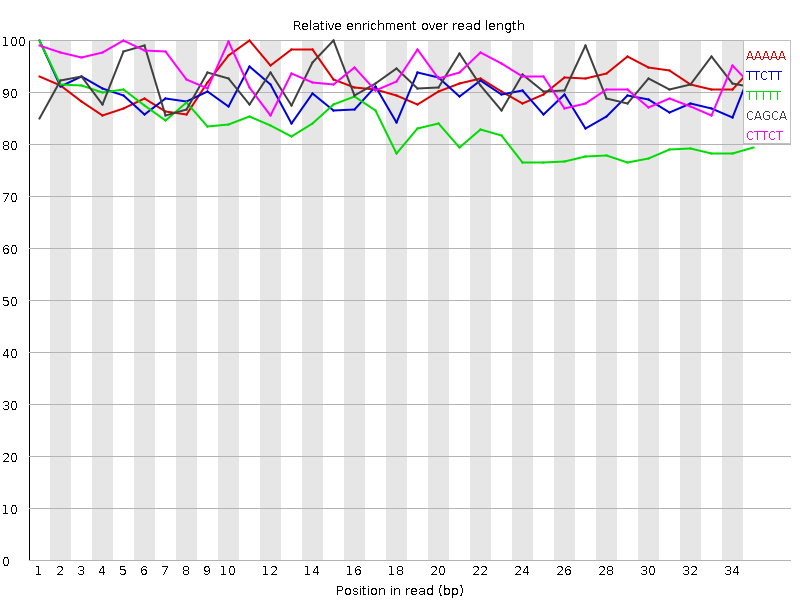 Relative enrichment over read length
100
90
80
70
60
50
40
30
20
10
0
AAAAA
TTCTT
TTTTT
CAGCA
CTTCT
1 2 3 4 5 6 7 8 9 10 12 14 16 18 20 22 24 26 28 30 32 34
Position in read (bp)